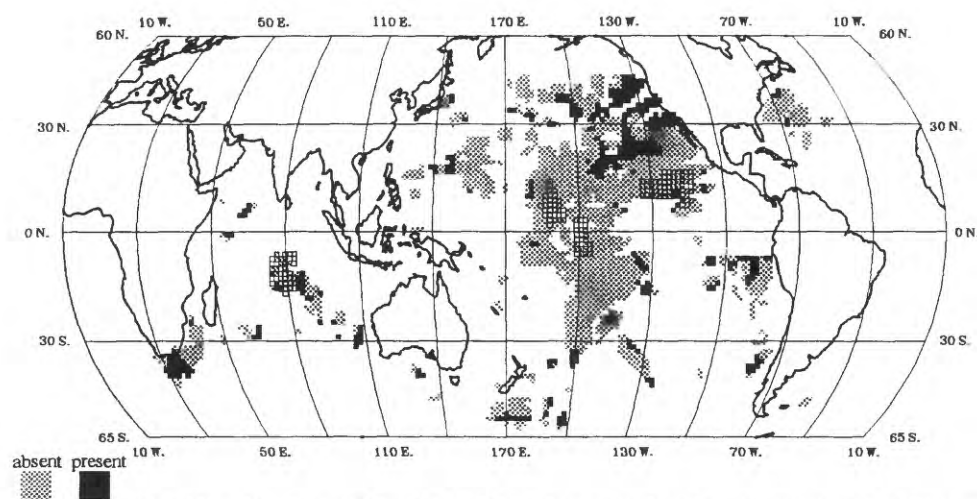 10 W. 50 E. 110 E. 170 E. 130 W. 70 W. 10 W.
60 N. 60 N.
30 N. 30 N.
0 N. 0 N.
30 S. 30 S.
65 S. 65 S.
10 W. 50 E. 110 E. 170 E. 130 W. 70 W. 10 W.
absent present